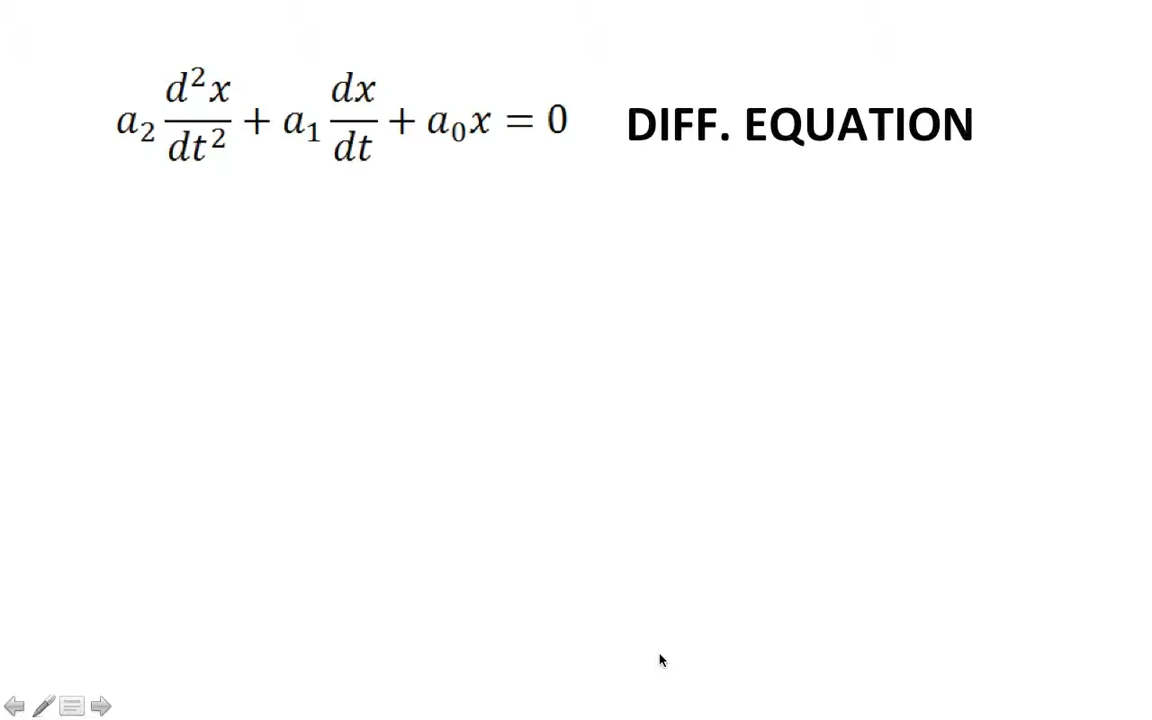 a₂ d²x/dt² + a₁ dx/dt + a₀x = 0 DIFF. EQUATION